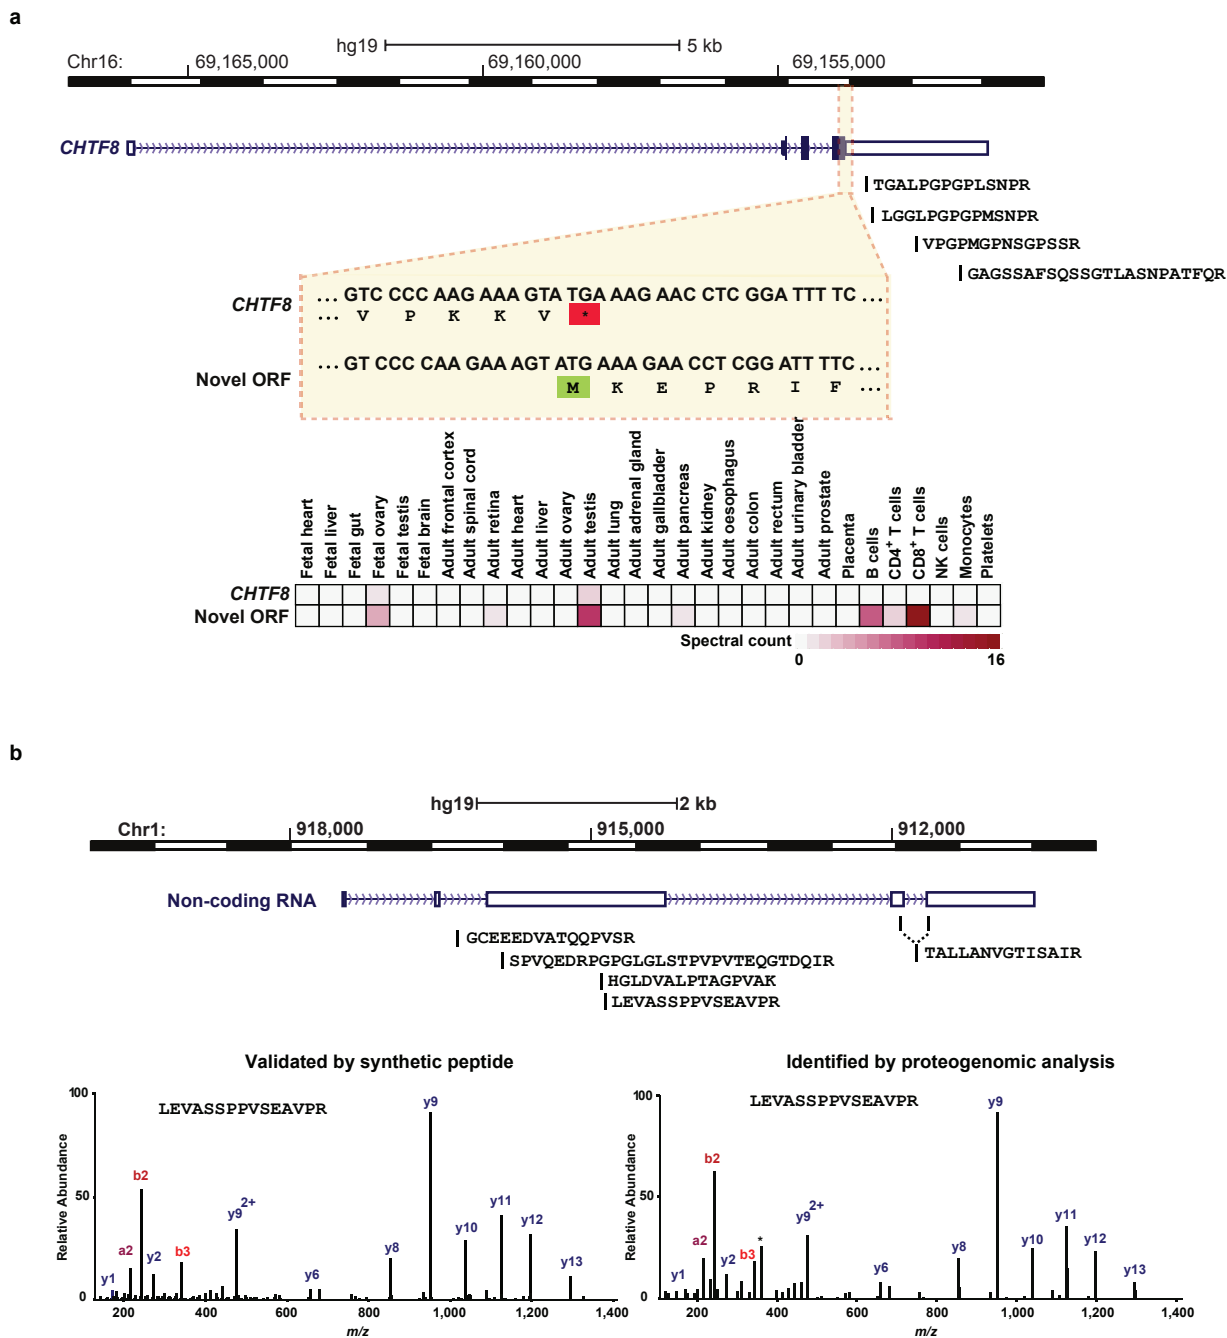 a
hg19 5 kb
Chr16: 69,165,000 69,160,000 69,155,000
CHTF8
TGALPGPGPLSNPR
LGGLPGPGPMSNPR
VPGPMGPNSGPSSR
GAGSSAFSQSSGTLASNPATFQR
... GTC CCC AAG AAA GTA TGA AAG AAC CTC GGA TTT TC ...
CHTF8
... V P K K V *
... GT CCC CAA GAA AGT ATG AAA GAA CCT CGG ATT TTC ...
Novel ORF
M K E P R I F ...
Fetal heart
Fetal liver
Fetal gut
Fetal ovary
Fetal testis
Fetal brain
Adult frontal cortex
Adult spinal cord
Adult retina
Adult heart
Adult liver
Adult ovary
Adult testis
Adult lung
Adult adrenal gland
Adult gallbladder
Adult pancreas
Adult kidney
Adult oesophagus
Adult colon
Adult rectum
Adult urinary bladder
Adult prostate
Placenta
B cells
CD4+ T cells
CD8+ T cells
NK cells
Monocytes
Platelets
CHTF8
Novel ORF
Spectral count
0 16
b
hg19 2 kb
Chr1: 918,000 915,000 912,000
Non-coding RNA
GCEEEDVATQQPVSR
TALLANVGTISAIR
SPVQEDRPGPGLGLSTPVPVTEQGTDQIR
HGLDVALPTAGPVAK
LEVASSPPVSEAVPR
Validated by synthetic peptide
LEVASSPPVSEAVPR
Relative Abundance
100
50
0
y1
a2
b2
y2
b3
y9 2+
y6
y8
y9
y10
y11
y12
y13
200 400 600 800 1,000 1,200 1,400
m/z
Identified by proteogenomic analysis
LEVASSPPVSEAVPR
Relative Abundance
100
50
0
y1
a2
b2
y2
b3
*
y9 2+
y6
y8
y9
y10
y11
y12
y13
200 400 600 800 1,000 1,200 1,400
m/z